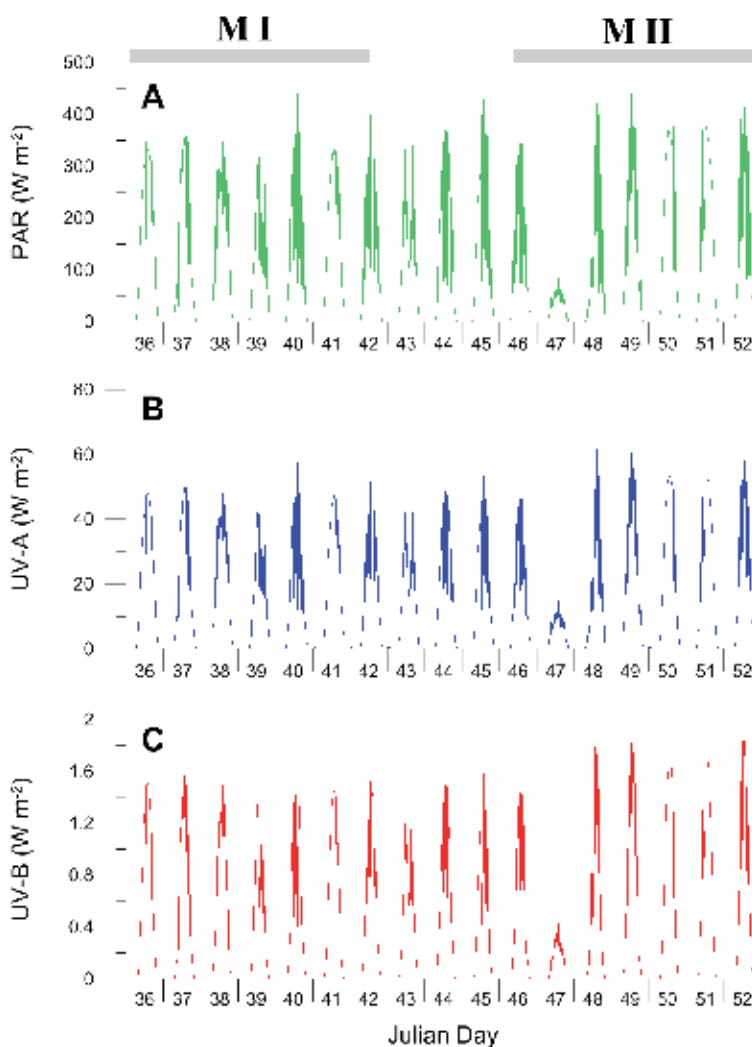 M I M II
500
A
400
300
200
100
0
PAR (W m-2)
36 37 38 39 40 41 42 43 44 45 46 47 48 49 50 51 52
80
B
60
40
20
0
UV-A (W m-2)
36 37 38 39 40 41 42 43 44 45 46 47 48 49 50 51 52
2
C
1.6
1.2
0.8
0.4
0
UV-B (W m-2)
36 37 38 39 40 41 42 43 44 45 46 47 48 49 50 51 52
Julian Day